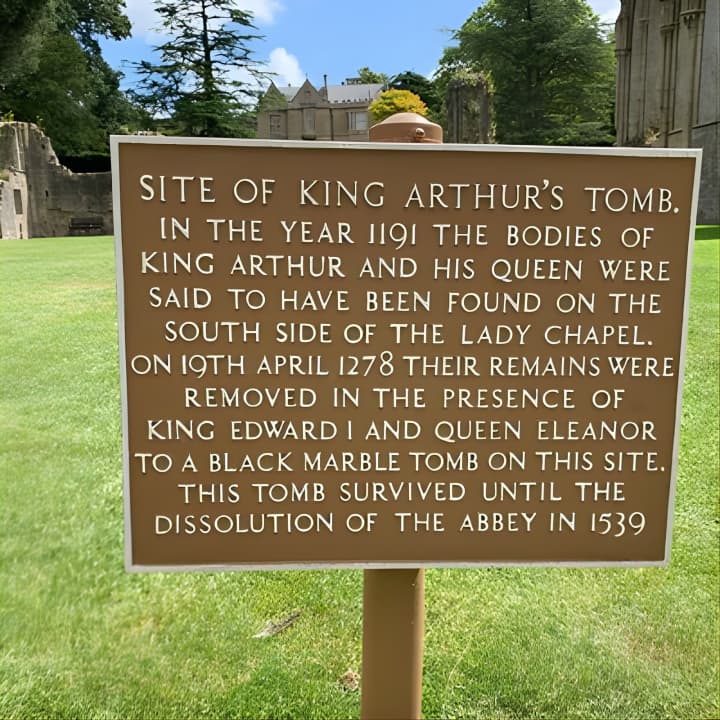 SITE OF KING ARTHUR'S TOMB.
IN THE YEAR 1191 THE BODIES OF
KING ARTHUR AND HIS QUEEN WERE
SAID TO HAVE BEEN FOUND ON THE
SOUTH SIDE OF THE LADY CHAPEL.
ON 19TH APRIL 1278 THEIR REMAINS WERE
REMOVED IN THE PRESENCE OF
KING EDWARD I AND QUEEN ELEANOR
TO A BLACK MARBLE TOMB ON THIS SITE.
THIS TOMB SURVIVED UNTIL THE
DISSOLUTION OF THE ABBEY IN 1539